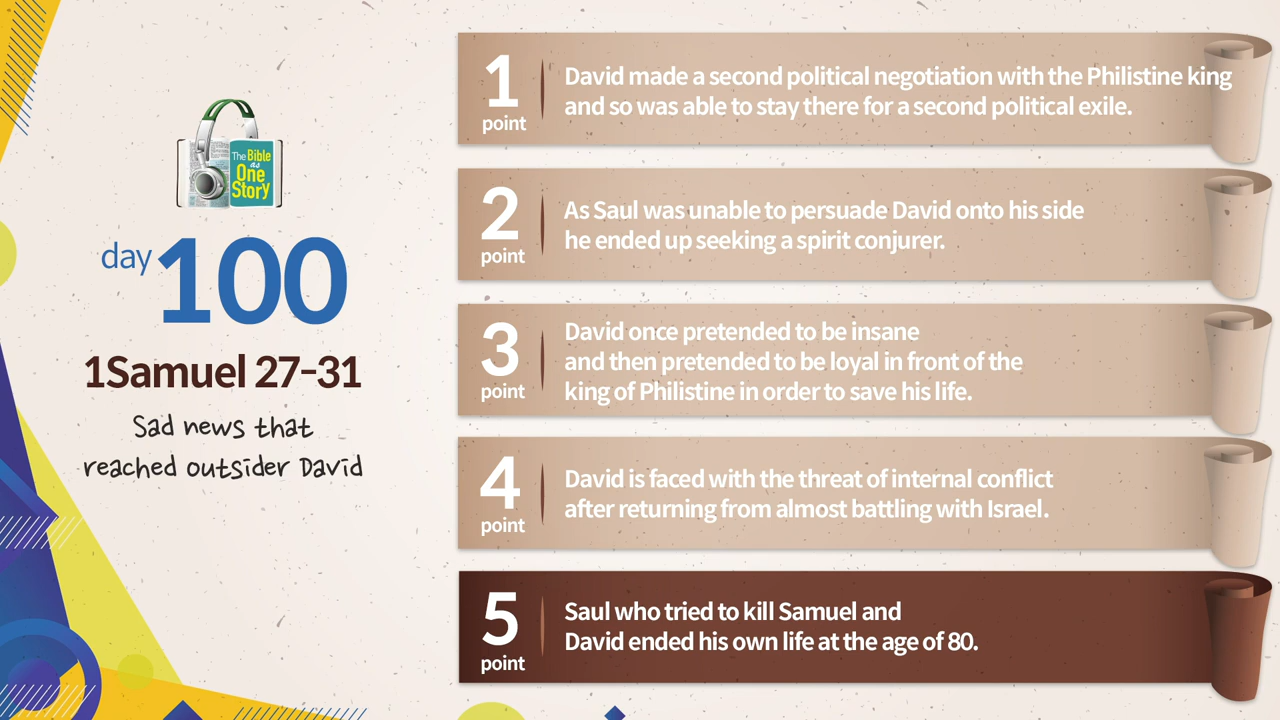 The Bible
as
One
Story
day 100
1Samuel 27-31
Sad news that
reached outsider David
1
point
David made a second political negotiation with the Philistine king
and so was able to stay there for a second political exile.
2
point
As Saul was unable to persuade David onto his side
he ended up seeking a spirit conjurer.
3
point
David once pretended to be insane
and then pretended to be loyal in front of the
king of Philistine in order to save his life.
4
point
David is faced with the threat of internal conflict
after returning from almost battling with Israel.
5
point
Saul who tried to kill Samuel and
David ended his own life at the age of 80.